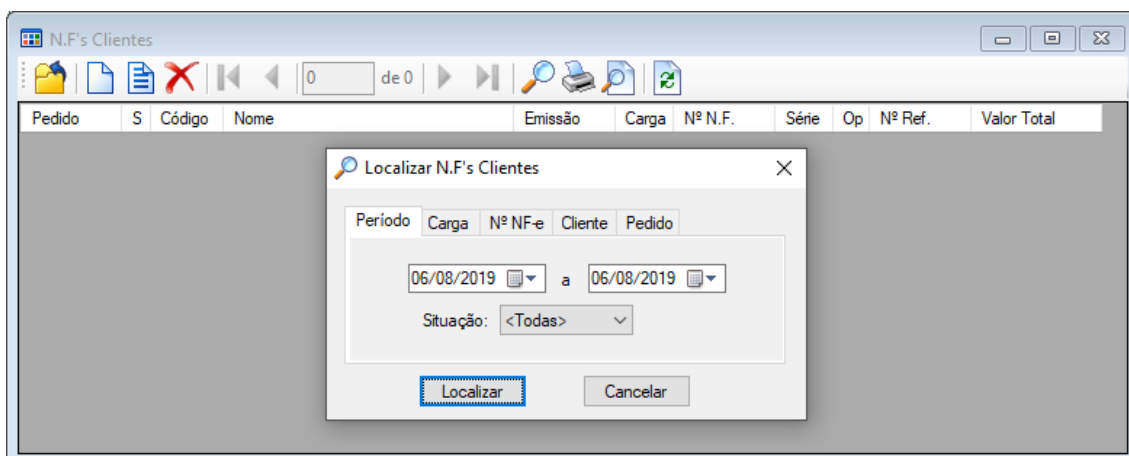 N.F's Clientes
0 de 0
Pedido S Código Nome Emissão Carga Nº N.F. Série Op Nº Ref. Valor Total
Localizar N.F's Clientes
Período Carga Nº NF-e Cliente Pedido
06/08/2019 a 06/08/2019
Situação: <Todas>
Localizar Cancelar